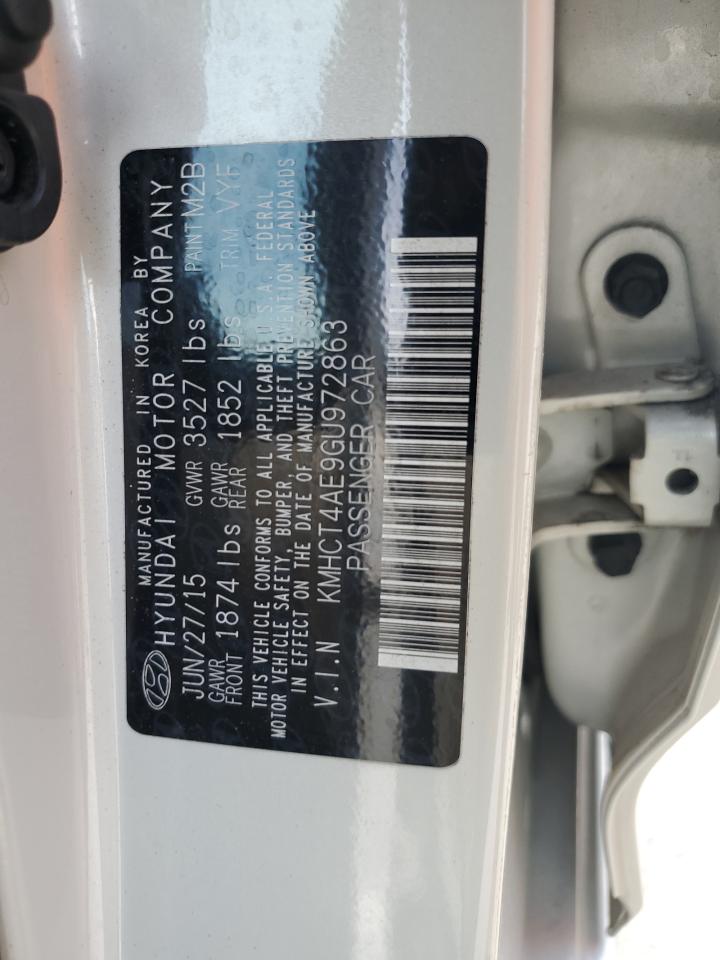 MANUFACTURED IN KOREA BY
HYUNDAI MOTOR COMPANY
JUN/27/15 GVWR 3527 lbs PAINT M2B
GAWR FRONT 1874 lbs GAWR REAR 1852 lbs TRIM VYF
THIS VEHICLE CONFORMS TO ALL APPLICABLE U.S.A. FEDERAL
MOTOR VEHICLE SAFETY, BUMPER, AND THEFT PREVENTION STANDARDS
IN EFFECT ON THE DATE OF MANUFACTURE SHOWN ABOVE
V.I.N KMHCT4AE9GU972863
PASSENGER CAR